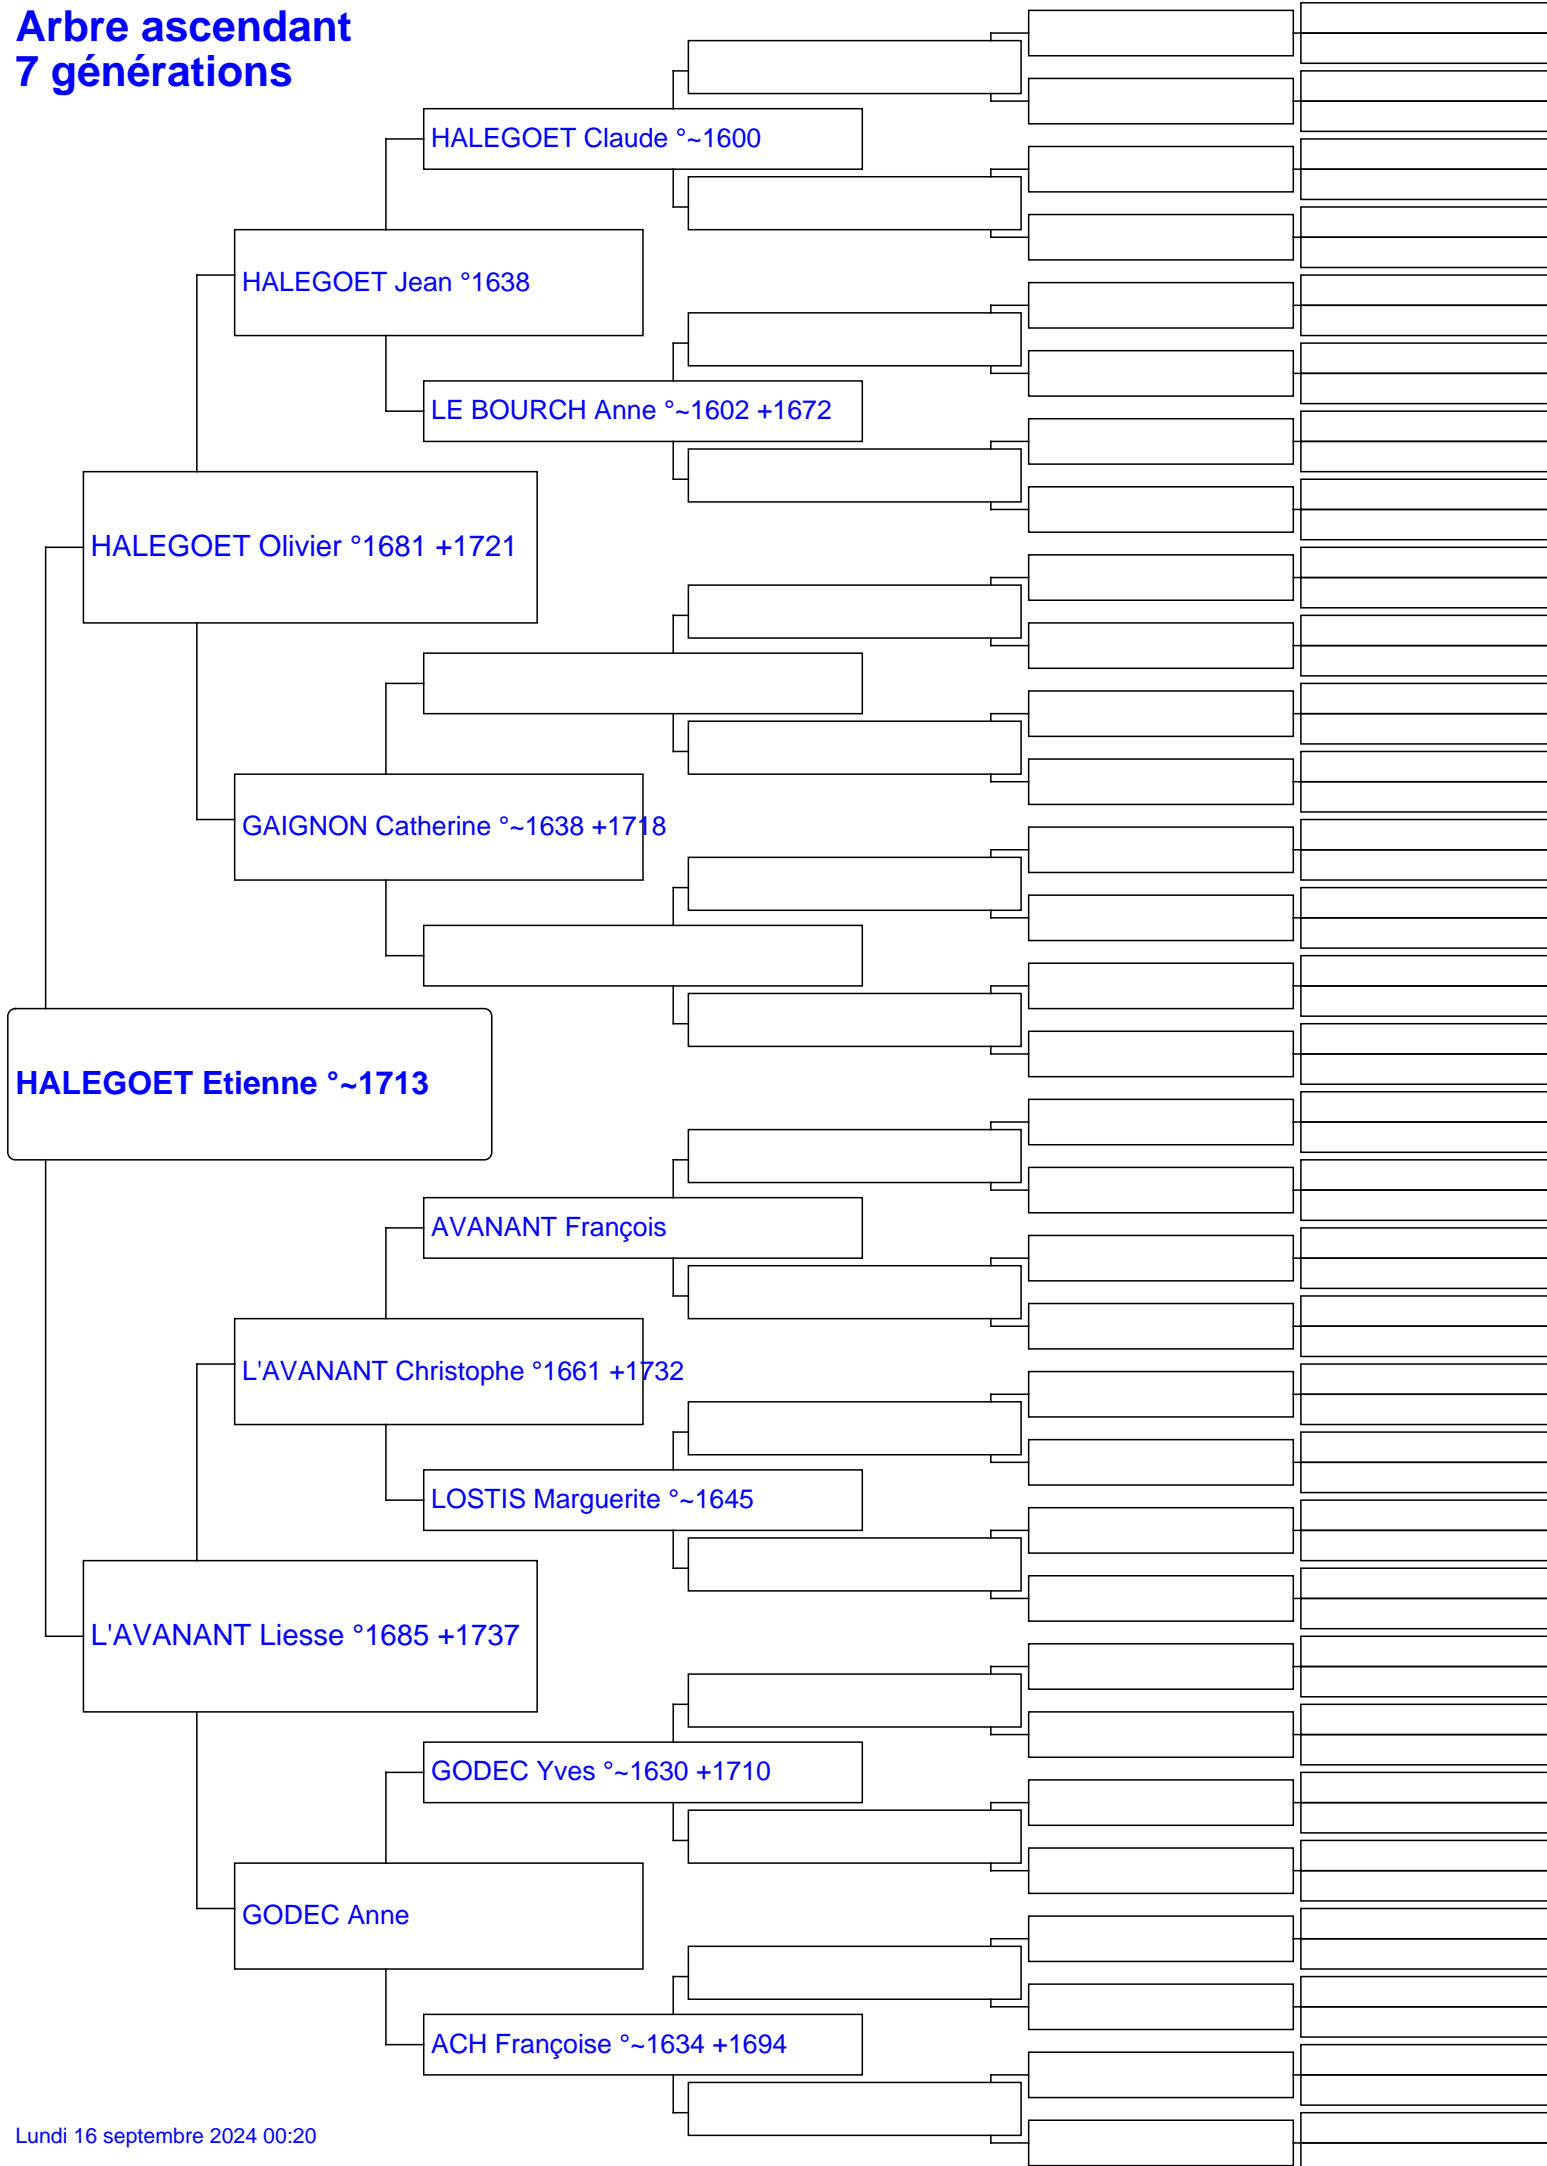 Arbre ascendant
7 générations
HALEGOET Claude °~1600
HALEGOET Jean °1638
LE BOURCH Anne °~1602 +1672
HALEGOET Olivier °1681 +1721
GAIGNON Catherine °~1638 +1718
HALEGOET Etienne °~1713
AVANANT François
L'AVANANT Christophe °1661 +1732
LOSTIS Marguerite °~1645
L'AVANANT Liesse °1685 +1737
GODEC Yves °~1630 +1710
GODEC Anne
ACH Françoise °~1634 +1694
Lundi 16 septembre 2024 00:20